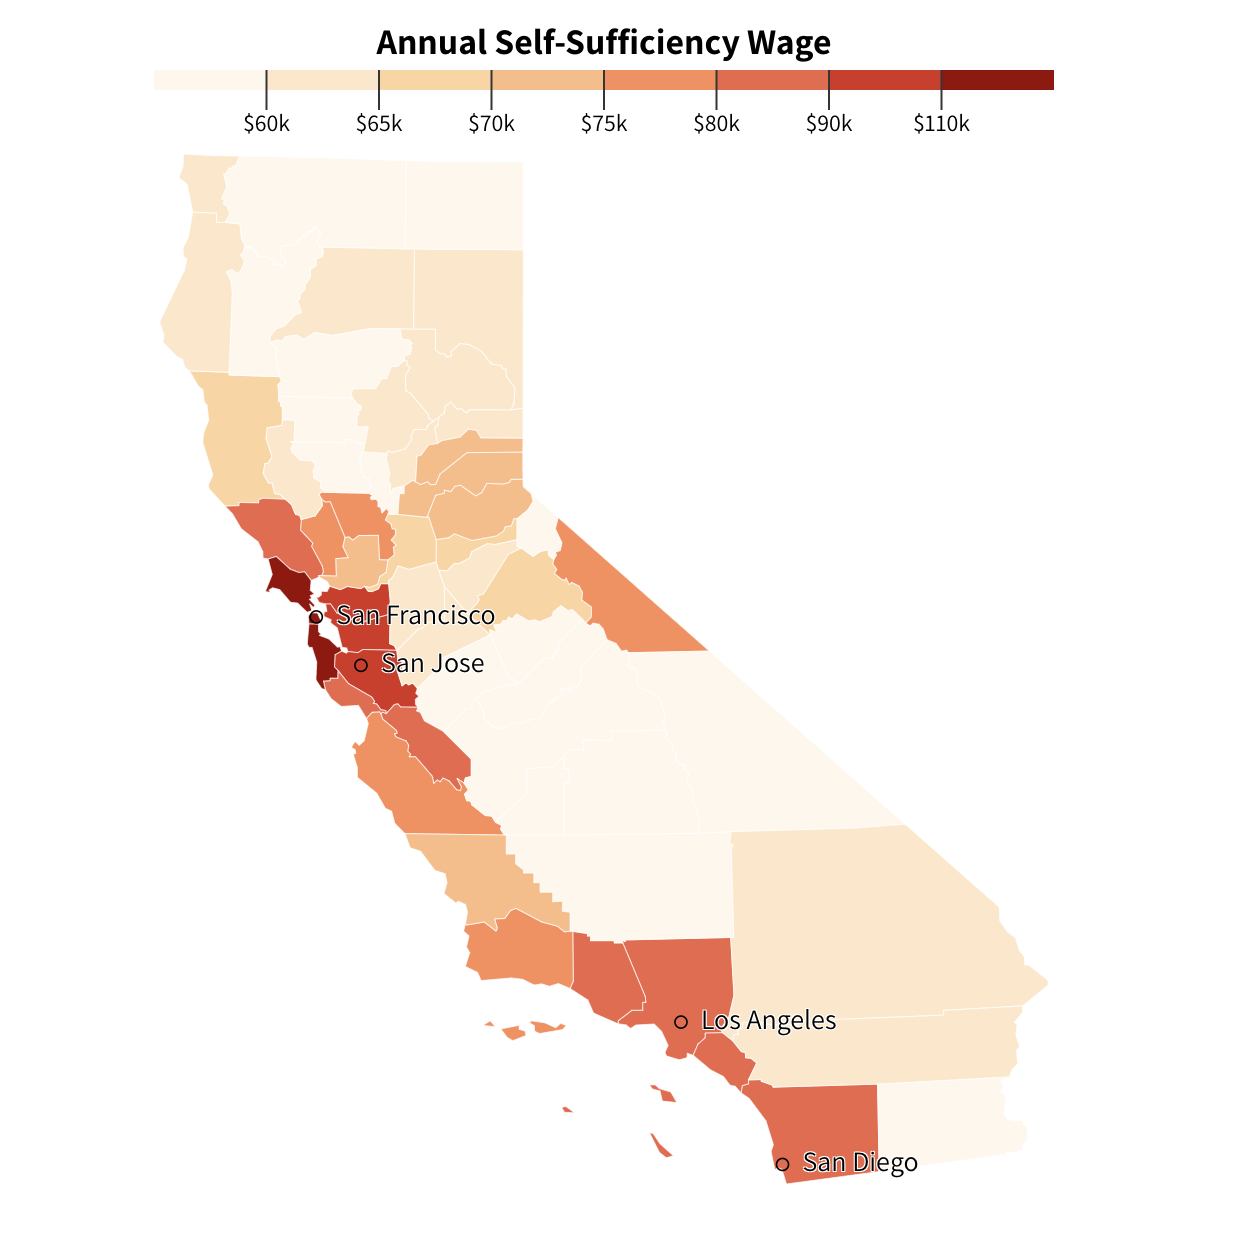 Annual Self-Sufficiency Wage
$60k $65k $70k $75k $80k $90k $110k
San Francisco
San Jose
Los Angeles
San Diego